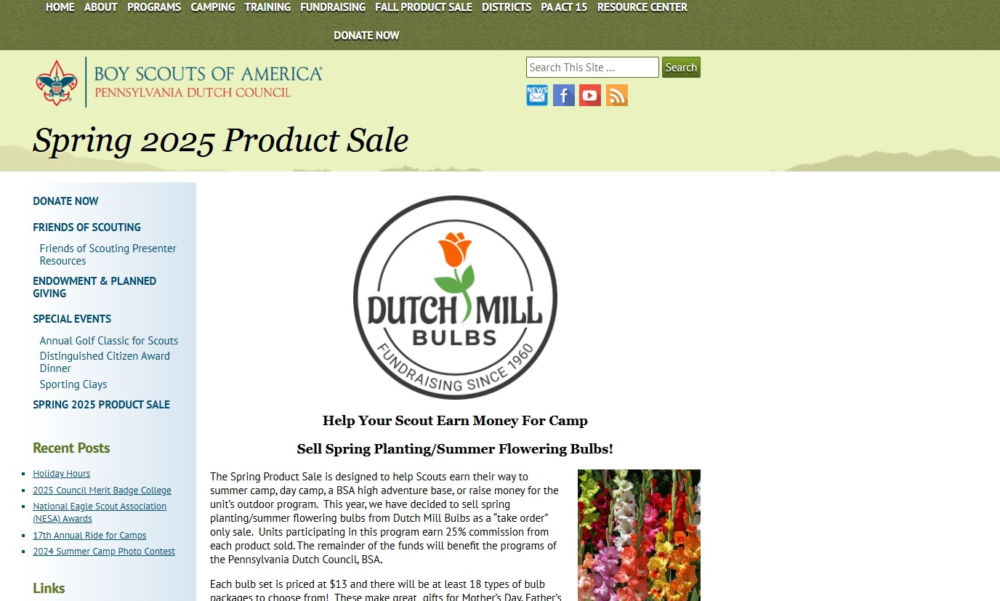 HOME ABOUT PROGRAMS CAMPING TRAINING FUNDRAISING FALL PRODUCT SALE DISTRICTS PA ACT 15 RESOURCE CENTER
DONATE NOW
BOY SCOUTS OF AMERICA®
PENNSYLVANIA DUTCH COUNCIL
Search This Site ...
Search
NEWS
f
Spring 2025 Product Sale
DONATE NOW
FRIENDS OF SCOUTING
Friends of Scouting Presenter
Resources
ENDOWMENT & PLANNED
GIVING
SPECIAL EVENTS
Annual Golf Classic for Scouts
Distinguished Citizen Award
Dinner
Sporting Clays
SPRING 2025 PRODUCT SALE
Recent Posts
Holiday Hours
2025 Council Merit Badge College
National Eagle Scout Association
(NESA) Awards
17th Annual Ride for Camps
2024 Summer Camp Photo Contest
Links
DUTCH MILL
BULBS
FUNDRAISING SINCE 1960
Help Your Scout Earn Money For Camp
Sell Spring Planting/Summer Flowering Bulbs!
The Spring Product Sale is designed to help Scouts earn their way to
summer camp, day camp, a BSA high adventure base, or raise money for the
unit’s outdoor program.  This year, we have decided to sell spring
planting/summer flowering bulbs from Dutch Mill Bulbs as a “take order”
only sale.  Units participating in this program earn 25% commission from
each product sold. The remainder of the funds will benefit the programs of
the Pennsylvania Dutch Council, BSA.
Each bulb set is priced at $13 and there will be at least 18 types of bulb
packages to choose from!  These make great  gifts for Mother’s Day, Father’s